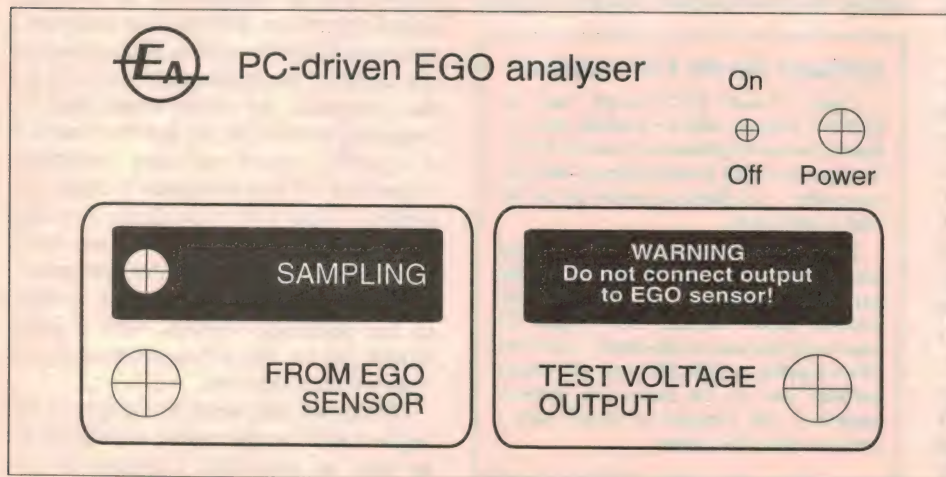 EA PC-driven EGO analyser
On
Off Power
SAMPLING
FROM EGO
SENSOR
WARNING
Do not connect output
to EGO sensor!
TEST VOLTAGE
OUTPUT